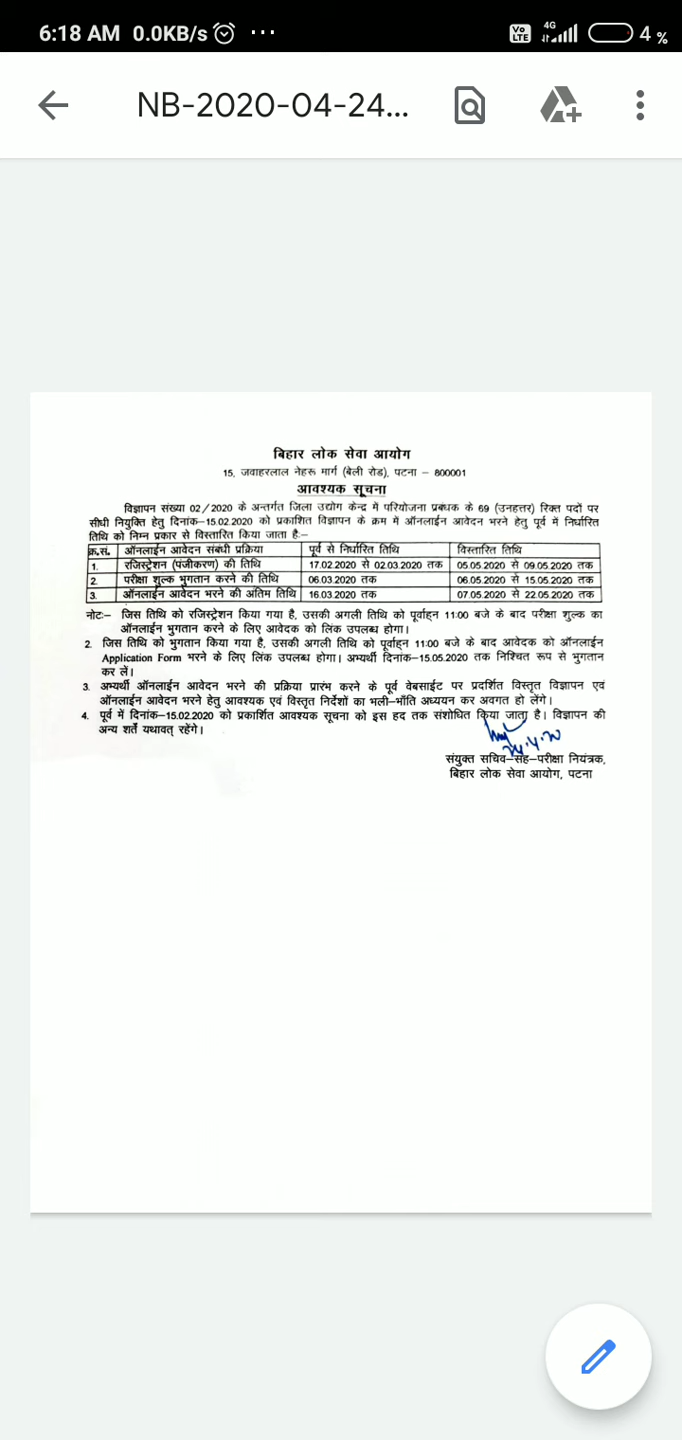 6:18 AM 0.0KB/s ...
Vo LTE 4G 4 %
NB-2020-04-24...
बिहार लोक सेवा आयोग
15, जवाहरलाल नेहरू मार्ग (बेली रोड), पटना – 800001
आवश्यक सूचना
विज्ञापन संख्या 02/2020 के अन्तर्गत जिला उद्योग केन्द्र में परियोजना प्रबंधक के 69 (उनहत्तर) रिक्त पदों पर
सीधी नियुक्ति हेतु दिनांक–15.02.2020 को प्रकाशित विज्ञापन के क्रम में ऑनलाईन आवेदन भरने हेतु पूर्व में निर्धारित
तिथि को निम्न प्रकार से विस्तारित किया जाता है:–
क्र.सं. ऑनलाईन आवेदन संबंधी प्रक्रिया पूर्व से निर्धारित तिथि विस्तारित तिथि
1. रजिस्ट्रेशन (पंजीकरण) की तिथि 17.02.2020 से 02.03.2020 तक 05.05.2020 से 09.05.2020 तक
2. परीक्षा शुल्क भुगतान करने की तिथि 06.03.2020 तक 06.05.2020 से 15.05.2020 तक
3. ऑनलाईन आवेदन भरने की अंतिम तिथि 16.03.2020 तक 07.05.2020 से 22.05.2020 तक
नोट:– जिस तिथि को रजिस्ट्रेशन किया गया है, उसकी अगली तिथि को पूर्वाहन 11:00 बजे के बाद परीक्षा शुल्क का
ऑनलाईन भुगतान करने के लिए आवेदक को लिंक उपलब्ध होगा।
2. जिस तिथि को भुगतान किया गया है, उसकी अगली तिथि को पूर्वाहन 11:00 बजे के बाद आवेदक को ऑनलाईन
Application Form भरने के लिए लिंक उपलब्ध होगा। अभ्यर्थी दिनांक–15.05.2020 तक निश्चित रूप से भुगतान
कर लें।
3. अभ्यर्थी ऑनलाईन आवेदन भरने की प्रक्रिया प्रारंभ करने के पूर्व वेबसाईट पर प्रदर्शित विस्तृत विज्ञापन एवं
ऑनलाईन आवेदन भरने हेतु आवश्यक एवं विस्तृत निर्देशों का भली–भाँति अध्ययन कर अवगत हो लेंगे।
4. पूर्व में दिनांक–15.02.2020 को प्रकार्शित आवश्यक सूचना को इस हद तक संशोधित किया जाता है। विज्ञापन की
अन्य शर्तें यथावत् रहेंगे।
24.4.20
संयुक्त सचिव–सह–परीक्षा नियंत्रक,
बिहार लोक सेवा आयोग, पटना